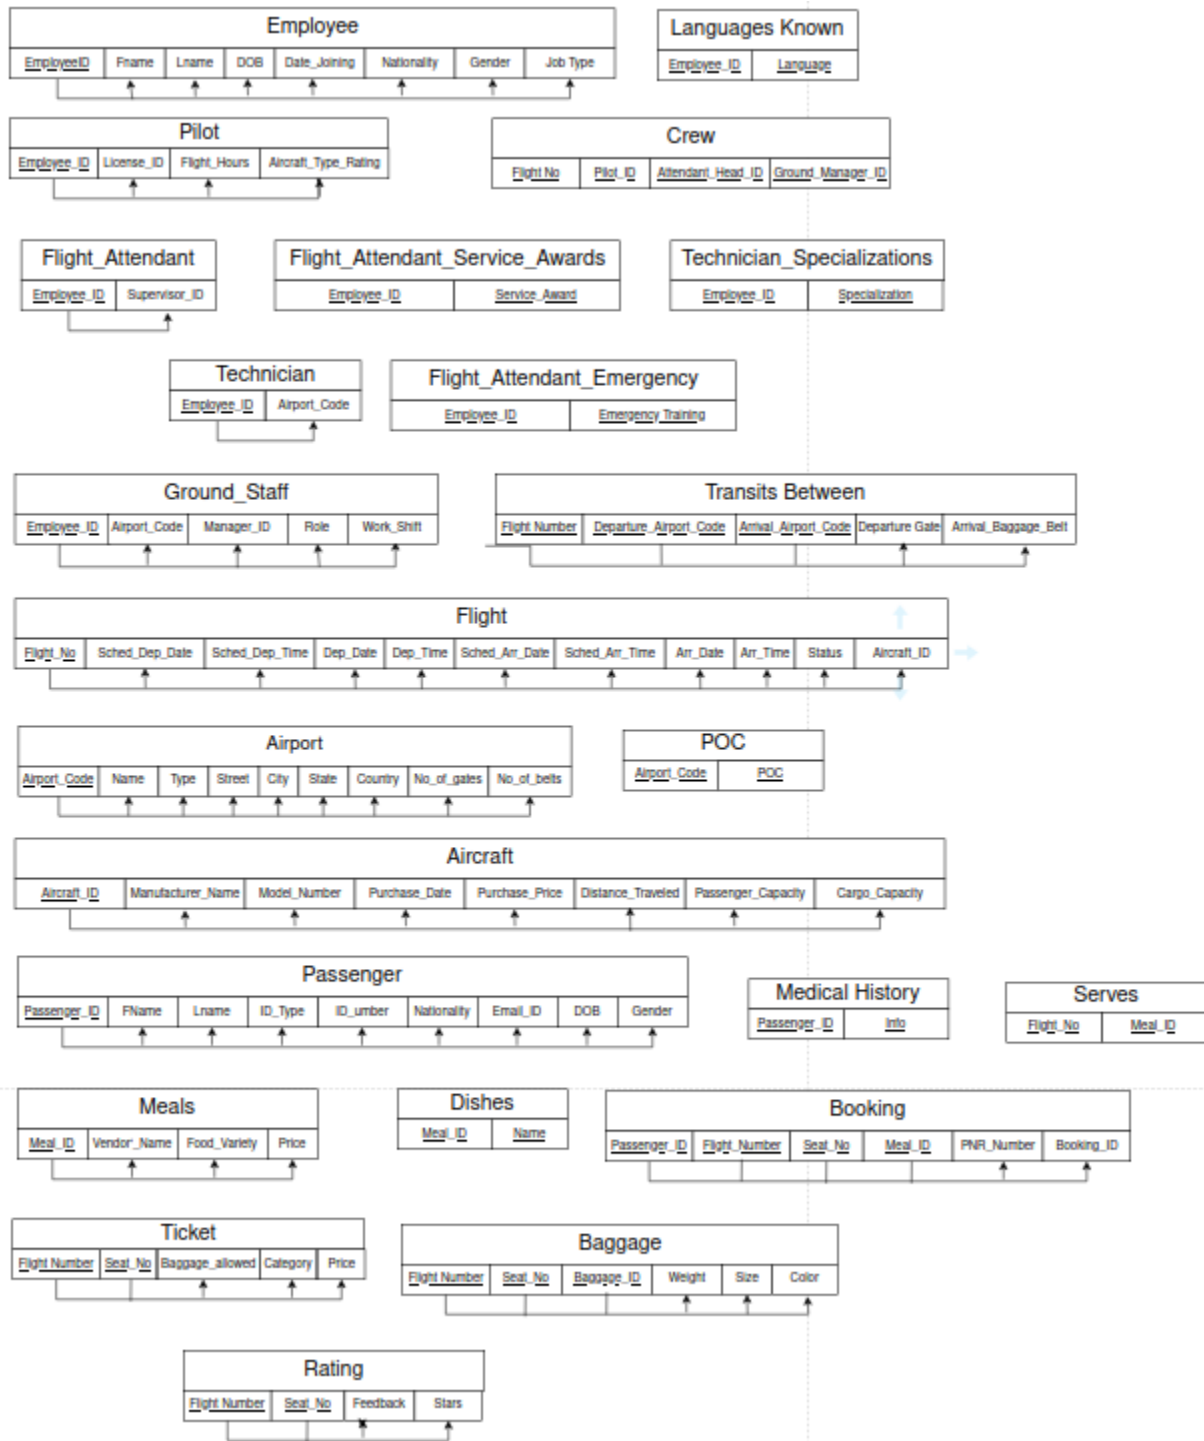 Employee
EmployeeID Fname Lname DOB Date_Joining Nationality Gender Job Type
Languages Known
Employee_ID Language
Pilot
Employee_ID License_ID Flight_Hours Aircraft_Type_Rating
Crew
Flight No Pilot_ID Attendant_Head_ID Ground_Manager_ID
Flight_Attendant
Employee_ID Supervisor_ID
Flight_Attendant_Service_Awards
Employee_ID Service_Award
Technician_Specializations
Employee_ID Specialization
Technician
Employee_ID Airport_Code
Flight_Attendant_Emergency
Employee_ID Emergency Training
Ground_Staff
Employee_ID Airport_Code Manager_ID Role Work_Shift
Transits Between
Flight Number Departure_Airport_Code Arrival_Airport_Code Departure Gate Arrival_Baggage_Belt
Flight
Flight_No Sched_Dep_Date Sched_Dep_Time Dep_Date Dep_Time Sched_Arr_Date Sched_Arr_Time Arr_Date Arr_Time Status Aircraft_ID
Airport
Airport_Code Name Type Street City State Country No_of_gates No_of_belts
POC
Airport_Code POC
Aircraft
Aircraft_ID Manufacturer_Name Model_Number Purchase_Date Purchase_Price Distance_Traveled Passenger_Capacity Cargo_Capacity
Passenger
Passenger_ID FName Lname ID_Type ID_umber Nationality Email_ID DOB Gender
Medical History
Passenger_ID Info
Serves
Flight_No Meal_ID
Meals
Meal_ID Vendor_Name Food_Variety Price
Dishes
Meal_ID Name
Booking
Passenger_ID Flight_Number Seat_No Meal_ID PNR_Number Booking_ID
Ticket
Flight Number Seat_No Baggage_allowed Category Price
Baggage
Flight Number Seat_No Baggage_ID Weight Size Color
Rating
Flight Number Seat_No Feedback Stars